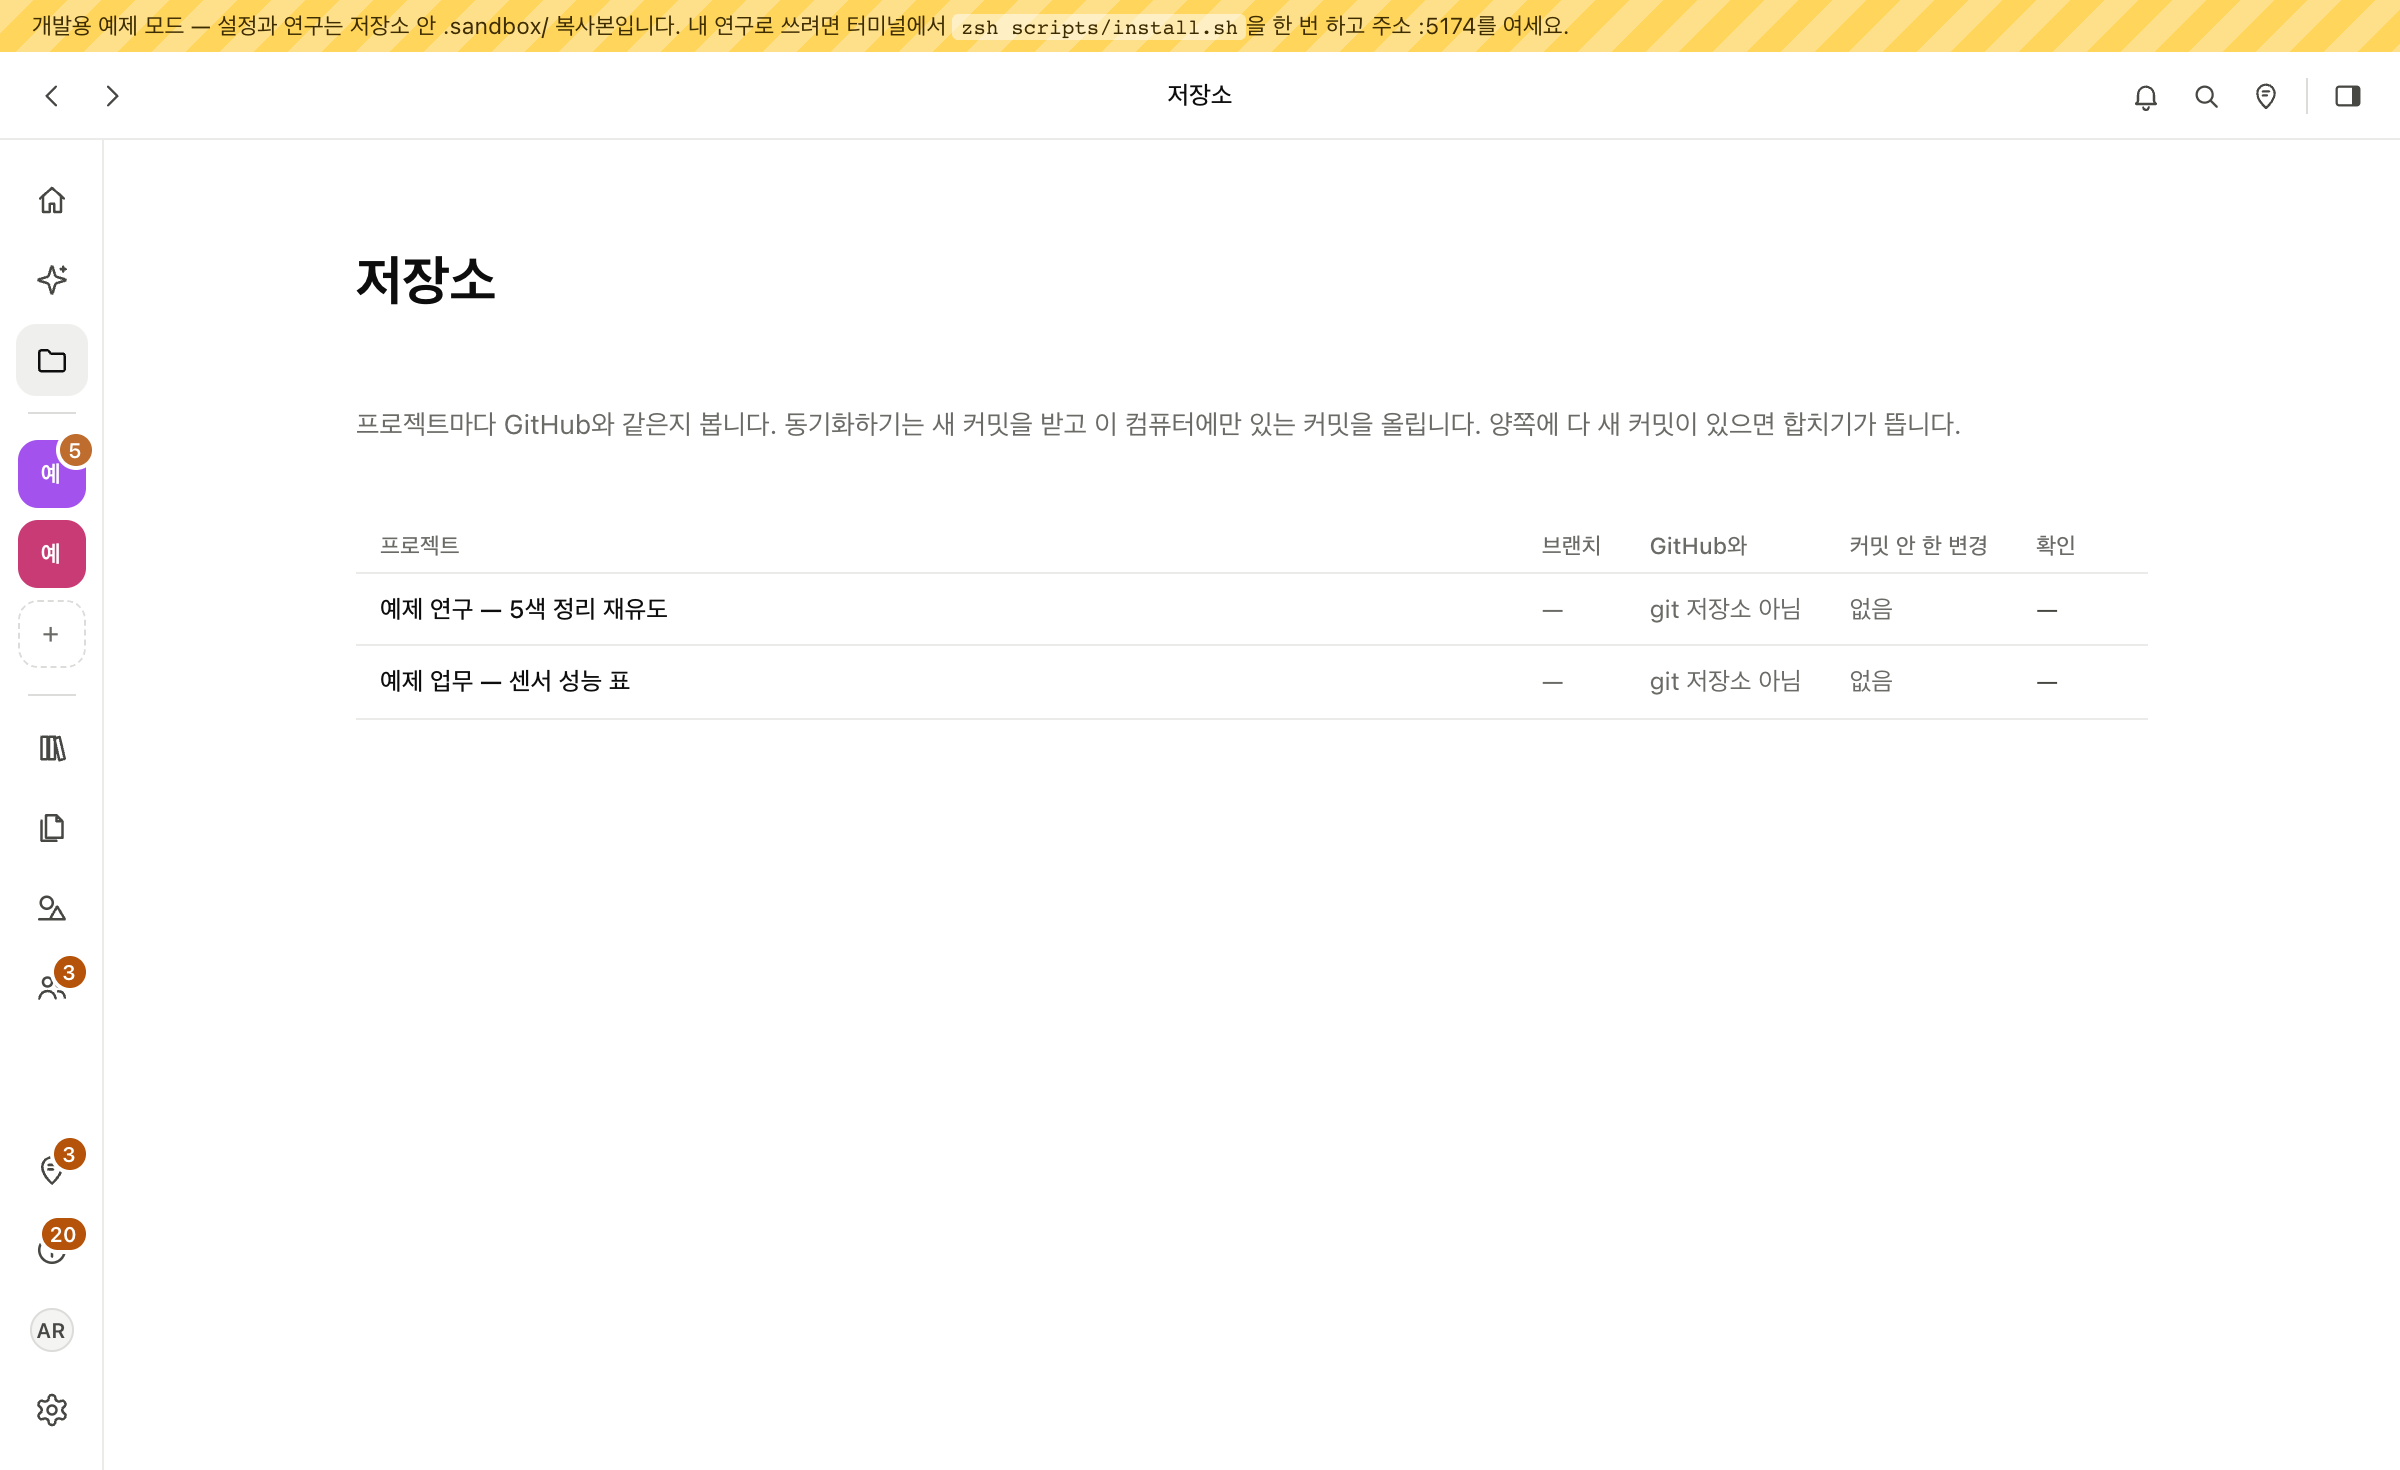 개발용 예제 모드 — 설정과 연구는 저장소 안 .sandbox/ 복사본입니다. 내 연구로 쓰려면 터미널에서 zsh scripts/install.sh을 한 번 하고 주소 :5174를 여세요.
저장소
저장소
프로젝트마다 GitHub와 같은지 봅니다. 동기화하기는 새 커밋을 받고 이 컴퓨터에만 있는 커밋을 올립니다. 양쪽에 다 새 커밋이 있으면 합치기가 뜹니다.
프로젝트 브랜치 GitHub와 커밋 안 한 변경 확인
예제 연구 — 5색 정리 재유도 — git 저장소 아님 없음 —
예제 업무 — 센서 성능 표 — git 저장소 아님 없음 —
5
예
예
+
3
3
20
AR